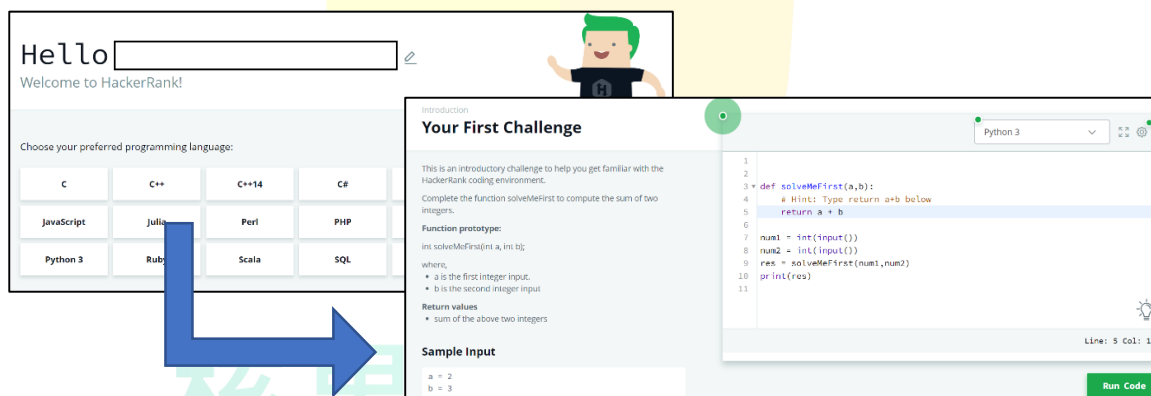 Hello
Welcome to HackerRank!
Choose your preferred programming language:
C
C++
C++14
C#
JavaScript
Julia
Perl
PHP
Python 3
Ruby
Scala
SQL
Introduction
Your First Challenge
This is an introductory challenge to help you get familiar with the
HackerRank coding environment.
Complete the function solveMeFirst to compute the sum of two
integers.
Function prototype:
int solveMeFirst(int a, int b);
where,
• a is the first integer input.
• b is the second integer input
Return values
• sum of the above two integers
Sample Input
a = 2
b = 3
Python 3
1
2
3 def solveMeFirst(a,b):
4 # Hint: Type return a+b below
5 return a + b
6
7 num1 = int(input())
8 num2 = int(input())
9 res = solveMeFirst(num1,num2)
10 print(res)
11
Line: 5 Col: 1
Run Code